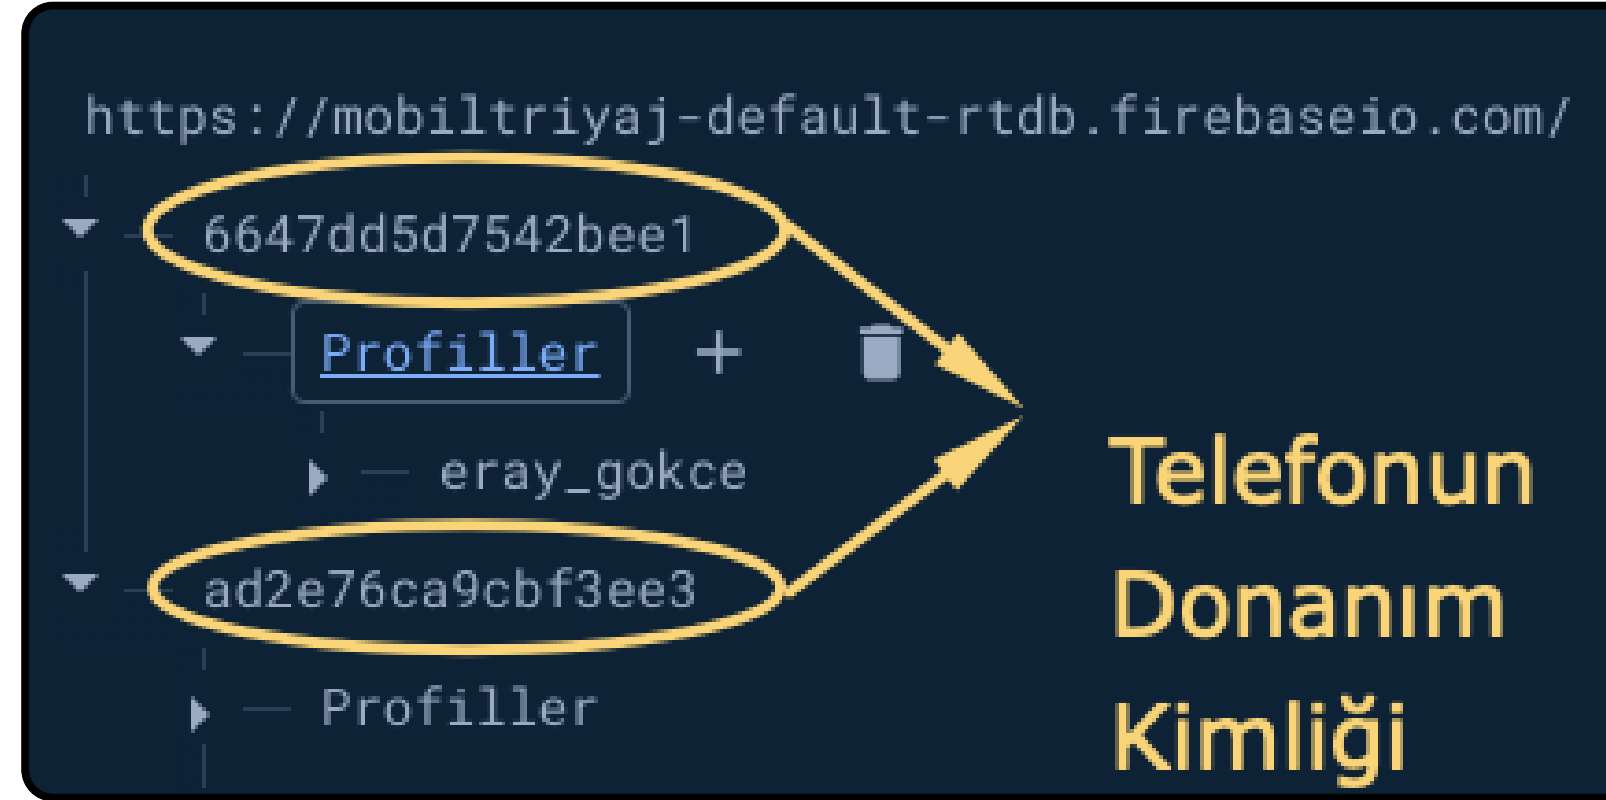 https://mobiltriyaj-default-rtdb.firebaseio.com/
6647dd5d7542bee1
Profiller
eray_gokce
ad2e76ca9cbf3ee3
Profiller
Telefonun
Donanım
Kimliği